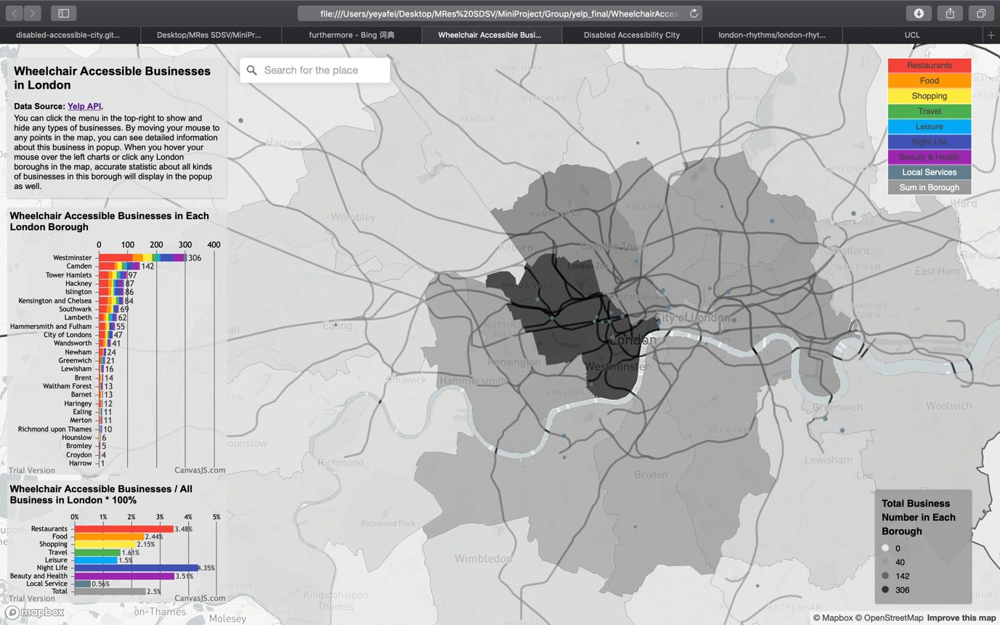 file:///Users/yeyafei/Desktop/MRes%20SDSV/MiniProject/Group/yelp_final/WheelchairAcces
disabled-accessible-city.git...
Desktop/MRes SDSV/MiniPr...
furthermore - Bing 词典
Wheelchair Accessible Busi...
Disabled Accessibility City
london-rhythms/london-rhyt...
UCL
Wheelchair Accessible Businesses
in London
Data Source: Yelp API.
You can click the menu in the top-right to show and
hide any types of businesses. By moving your mouse to
any points in the map, you can see detailed information
about this business in popup. When you hover your
mouse over the left charts or click any London
boroughs in the map, accurate statistic about all kinds
of businesses in this borough will display in the popup
as well.
Search for the place
Restaurants
Food
Shopping
Travel
Leisure
Night Life
Beauty & Health
Local Services
Sum in Borough
Wheelchair Accessible Businesses in Each
London Borough
0 100 200 300 400
Westminster 306
Camden 142
Tower Hamlets 97
Hackney 87
Islington 86
Kensington and Chelsea 84
Southwark 69
Lambeth 62
Hammersmith and Fulham 55
City of Londons 47
Wandsworth 41
Newham 24
Greenwich 21
Lewisham 16
Brent 14
Waltham Forest 13
Barnet 13
Haringey 12
Ealing 11
Merton 11
Richmond upon Thames 10
Hounslow 6
Bromley 5
Croydon 4
Harrow 1
Trial Version CanvasJS.com
Wheelchair Accessible Businesses / All
Business in London * 100%
0% 1% 2% 3% 4% 5%
Restaurants 3.48%
Food 2.44%
Shopping 2.15%
Travel 1.61%
Leisure 1.5%
Night Life 4.35%
Beauty and Health 3.51%
Local Service 0.56%
Total 2.5%
Trial Version CanvasJS.com
mapbox
FINCHLEY
FINCHLEY
TOTTENHAM
HENDON
Harrow
LEYTONSTONE
Ilford
Wembley
HAMPSTEAD
HOLLOWAY
STRATFORD
Kilburn
Camden Town
Stratford
Barking
London Zoo
WEST HAM
East Ham
MAIDA VALE
BLOOMSBURY
CANNING
TOWN
Ealing
City of London
NOTTING
HILL
London
Kensington
Westminster
Chiswick
Hammersmith
CHELSEA
Greenwich
Woolwich
PECKHAM
Richmond
Lewisham
Brixton
Lee
Richmond Park
Wimbledon
Kingston upon
Thames
Sunbury-
on-Thames
Molesey
BECKENHAM
MORDEN
Total Business
Number in Each
Borough
0
40
142
306
© Mapbox © OpenStreetMap Improve this map